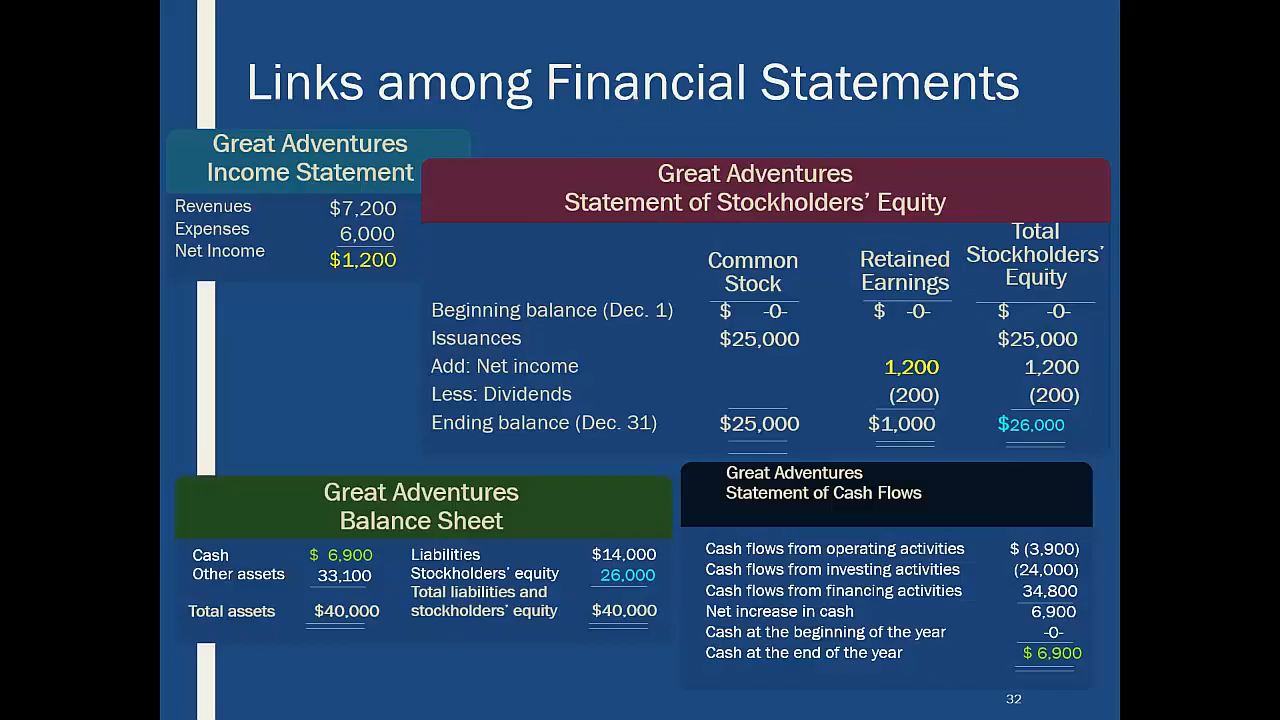 Links among Financial Statements
Great Adventures
Income Statement
Revenues $7,200
Expenses 6,000
Net Income $1,200
Great Adventures
Statement of Stockholders’ Equity
Common Stock
Retained Earnings
Total Stockholders’ Equity
Beginning balance (Dec. 1) $ -0- $ -0- $ -0-
Issuances $25,000 $25,000
Add: Net income 1,200 1,200
Less: Dividends (200) (200)
Ending balance (Dec. 31) $25,000 $1,000 $26,000
Great Adventures
Balance Sheet
Cash $ 6,900 Liabilities $14,000
Other assets 33,100 Stockholders’ equity 26,000
Total liabilities and
Total assets $40,000 stockholders’ equity $40,000
Great Adventures
Statement of Cash Flows
Cash flows from operating activities $ (3,900)
Cash flows from investing activities (24,000)
Cash flows from financing activities 34,800
Net increase in cash 6,900
Cash at the beginning of the year -0-
Cash at the end of the year $ 6,900
32